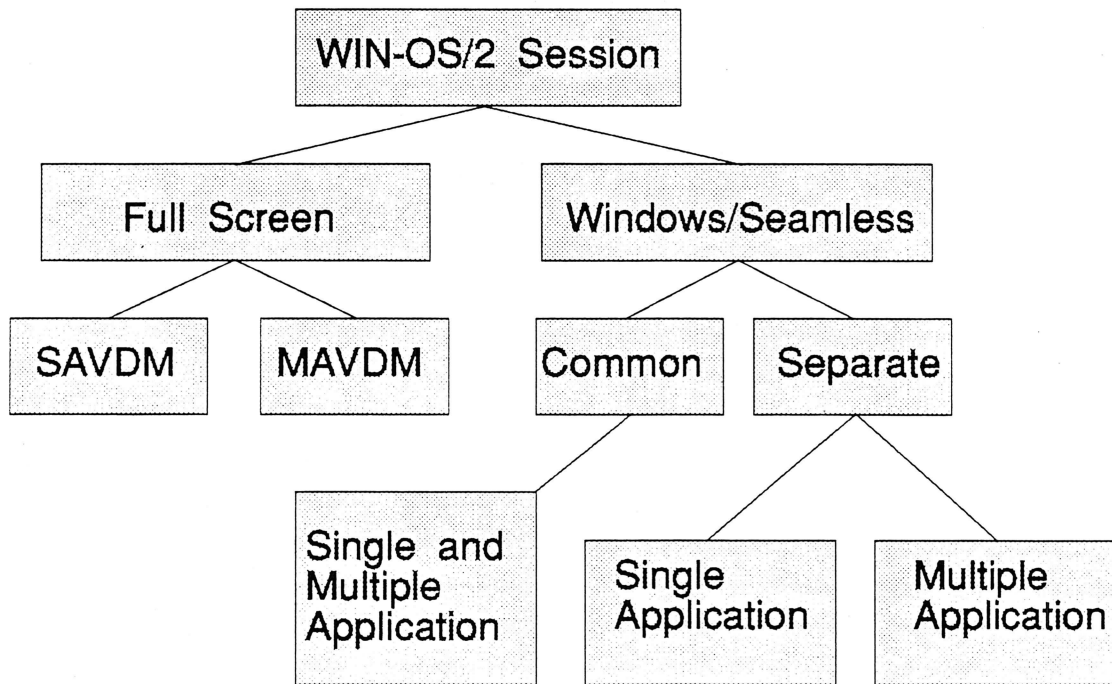 WIN-OS/2 Session
Full Screen
Windows/Seamless
SAVDM
MAVDM
Common
Separate
Single and
Multiple
Application
Single
Application
Multiple
Application